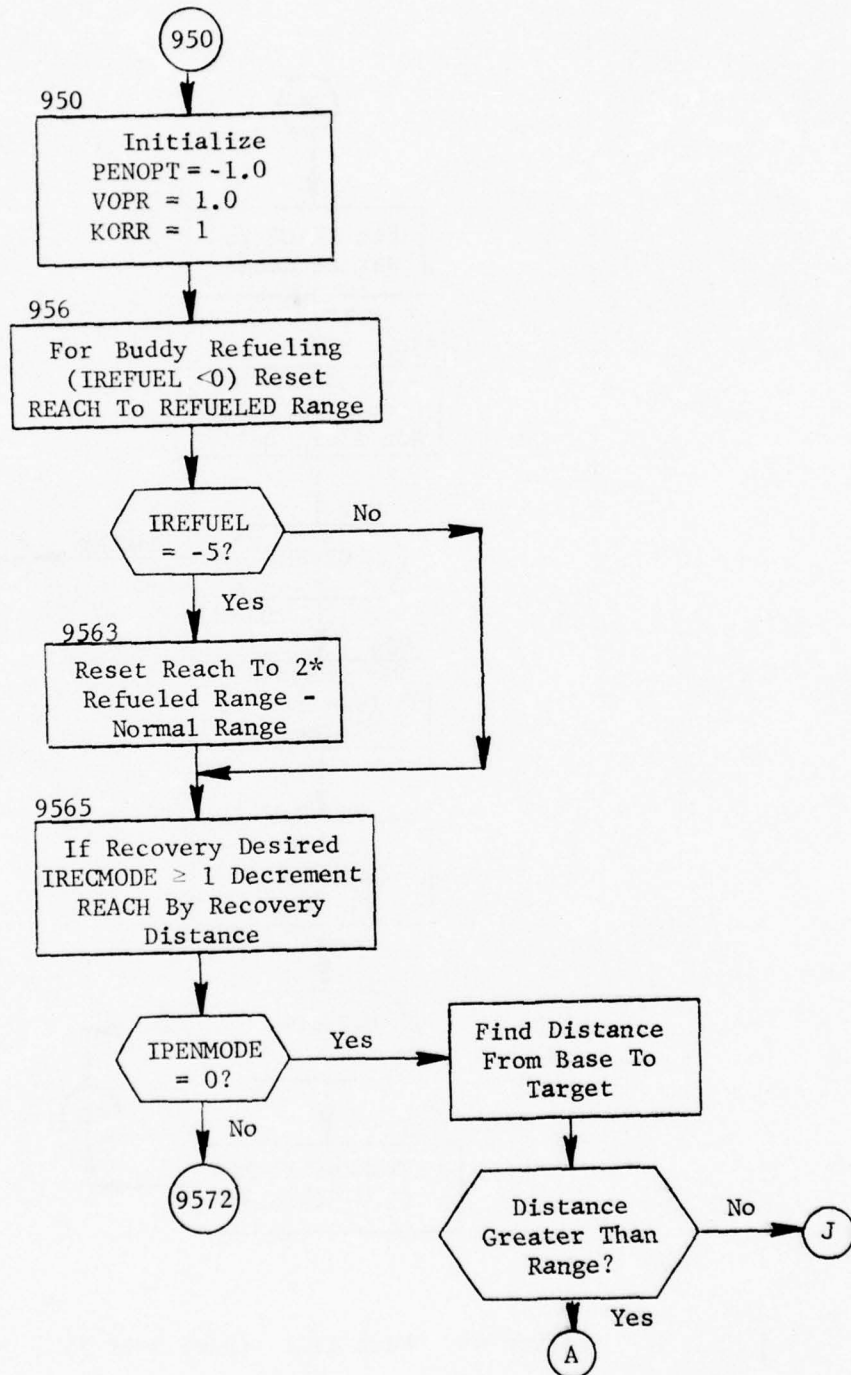 950
950
Initialize
PENOPT = -1.0
VOPR = 1.0
KORR = 1
956
For Buddy Refueling
(IREFUEL <0) Reset
REACH To REFUELED Range
IREFUEL
= -5?
No
Yes
9563
Reset Reach To 2*
Refueled Range -
Normal Range
9565
If Recovery Desired
IRECMODE ≥ 1 Decrement
REACH By Recovery
Distance
IPENMODE
= 0?
Yes
Find Distance
From Base To
Target
No
9572
Distance
Greater Than
Range?
No
J
Yes
A